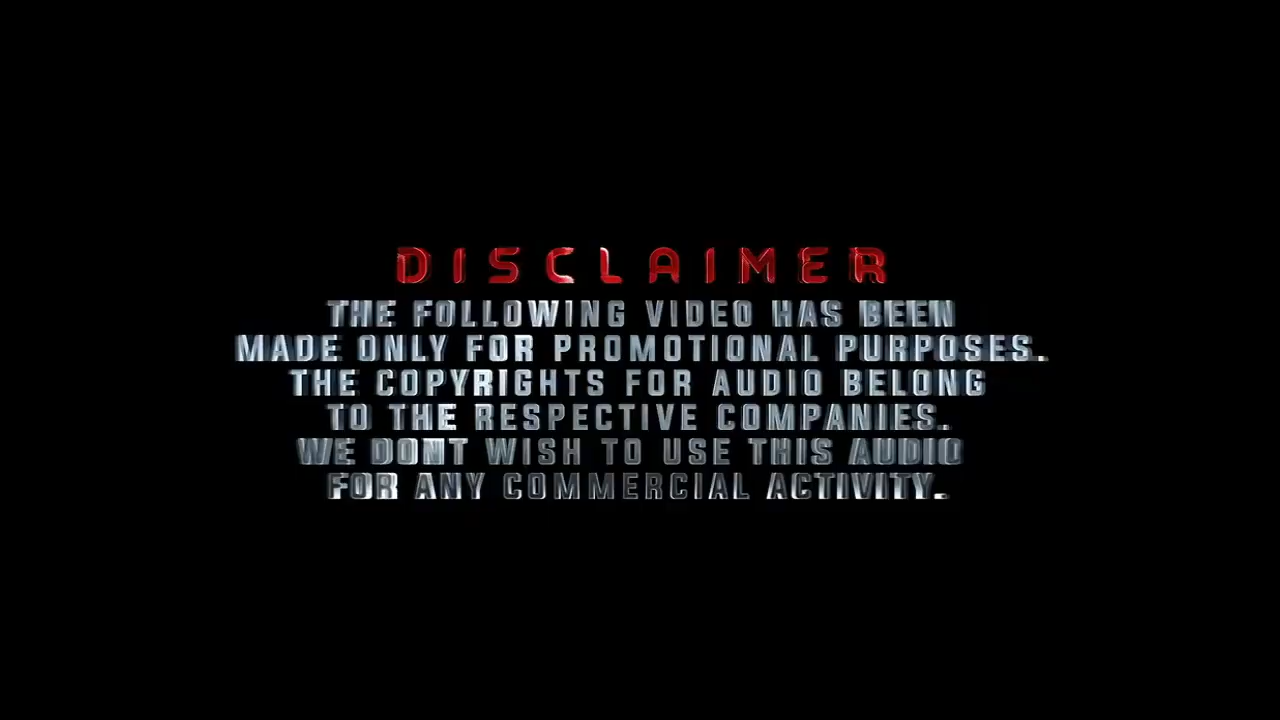 DISCLAIMER
THE FOLLOWING VIDEO HAS BEEN
MADE ONLY FOR PROMOTIONAL PURPOSES.
THE COPYRIGHTS FOR AUDIO BELONG
TO THE RESPECTIVE COMPANIES.
WE DONT WISH TO USE THIS AUDIO
FOR ANY COMMERCIAL ACTIVITY.